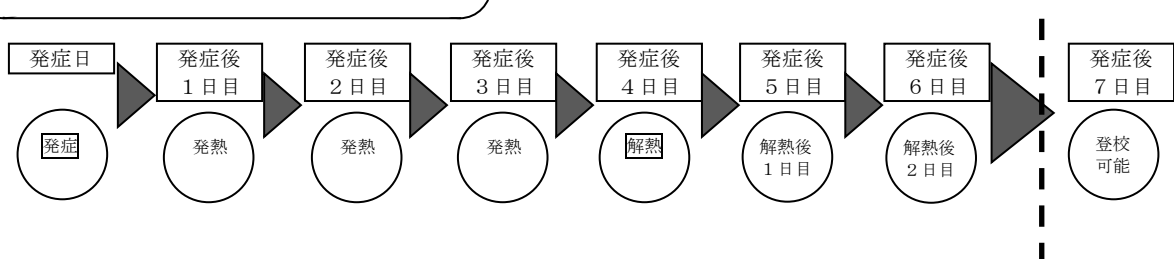 発症日
発症後
１日目
発症後
２日目
発症後
３日目
発症後
４日目
発症後
５日目
発症後
６日目
発症後
７日目
発症
発熱
発熱
発熱
解熱
解熱後
１日目
解熱後
２日目
登校
可能